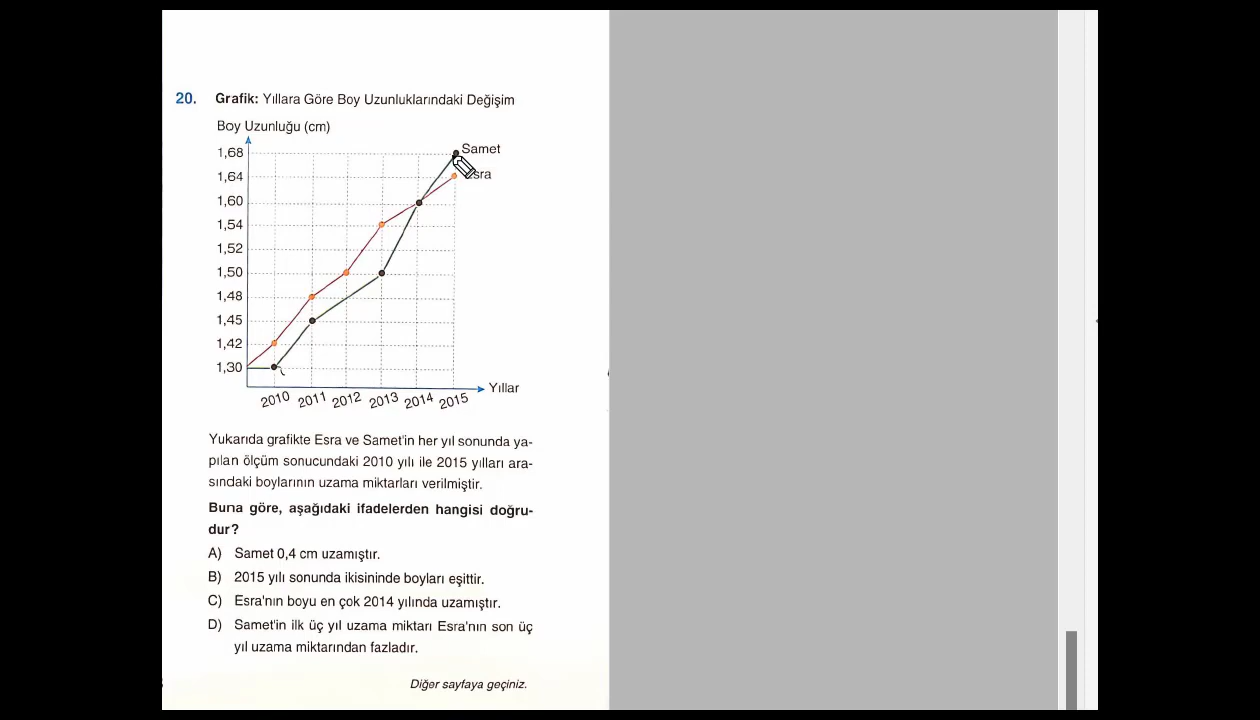 20. Grafik: Yıllara Göre Boy Uzunluklarındaki Değişim
Boy Uzunluğu (cm)
1,68
1,64
1,60
1,54
1,52
1,50
1,48
1,45
1,42
1,30
Samet
sra
Yıllar
2010 2011 2012 2013 2014 2015
Yukarıda grafikte Esra ve Samet'in her yıl sonunda ya-
pılan ölçüm sonucundaki 2010 yılı ile 2015 yılları ara-
sındaki boylarının uzama miktarları verilmiştir.
Buna göre, aşağıdaki ifadelerden hangisi doğru-
dur?
A) Samet 0,4 cm uzamıştır.
B) 2015 yılı sonunda ikisininde boyları eşittir.
C) Esra'nın boyu en çok 2014 yılında uzamıştır.
D) Samet'in ilk üç yıl uzama miktarı Esra'nın son üç
yıl uzama miktarından fazladır.
Diğer sayfaya geçiniz.